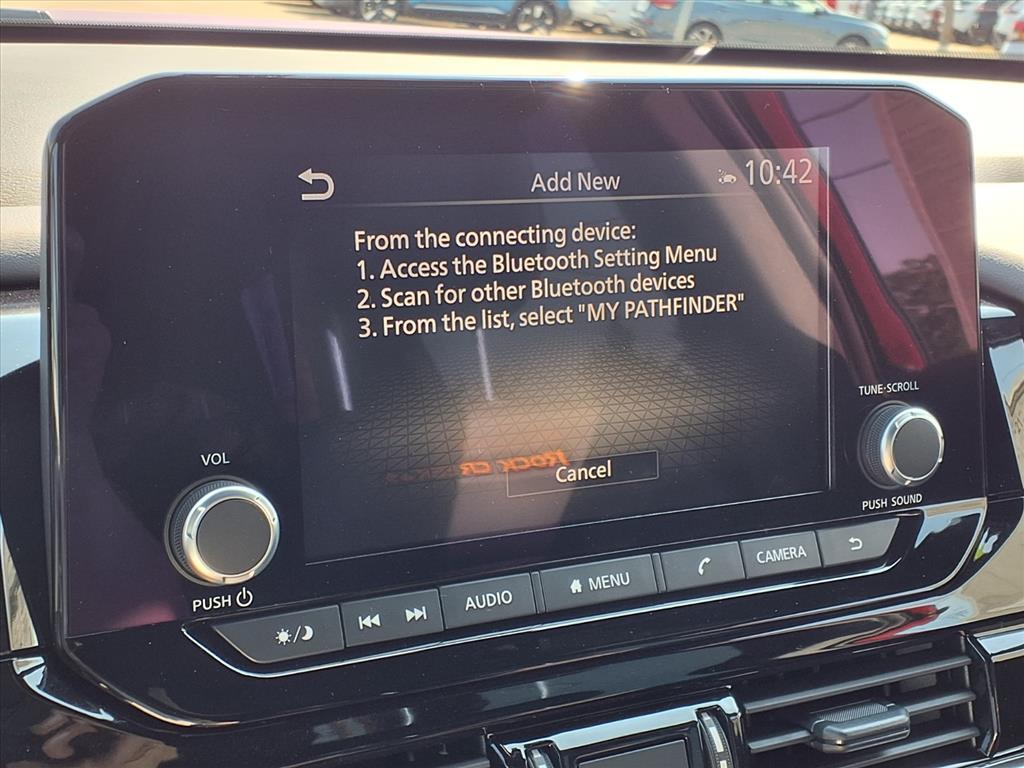 Add New
10:42
From the connecting device:
1. Access the Bluetooth Setting Menu
2. Scan for other Bluetooth devices
3. From the list, select "MY PATHFINDER"
Cancel
TUNE·SCROLL
PUSH SOUND
VOL
PUSH
AUDIO
MENU
CAMERA